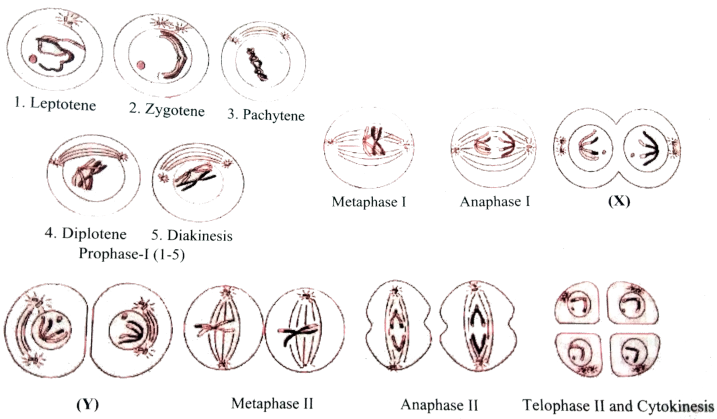 1. Leptotene
2. Zygotene
3. Pachytene
4. Diplotene
5. Diakinesis
Prophase-I (1-5)
Metaphase I
Anaphase I
(X)
(Y)
Metaphase II
Anaphase II
Telophase II and Cytokinesis